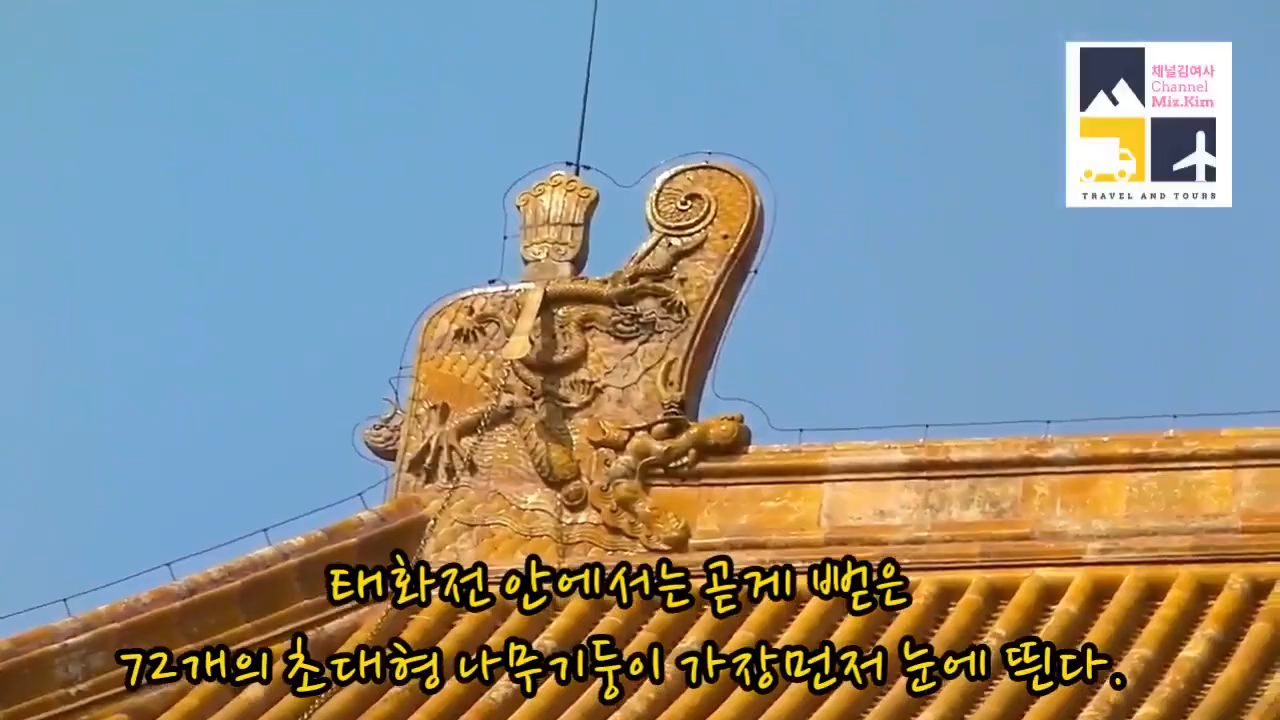 채널김여사
Channel
Miz.Kim
TRAVEL AND TOURS
태화전 안에서는 곧게 뻗은
72개의 초대형 나무기둥이 가장먼저 눈에 띈다.